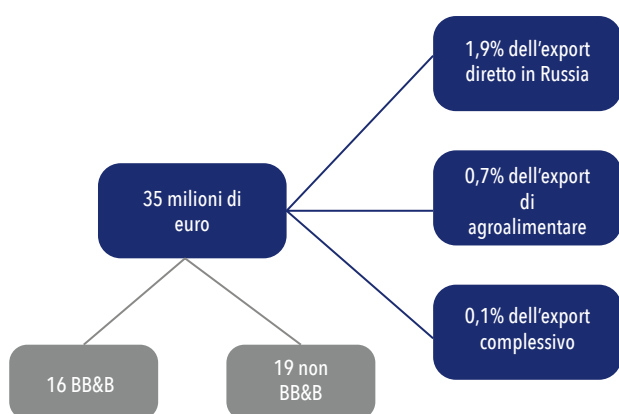 1,9% dell'export
diretto in Russia
35 milioni di
euro
0,7% dell'export
di
agroalimentare
0,1% dell'export
complessivo
16 BB&B
19 non
BB&B